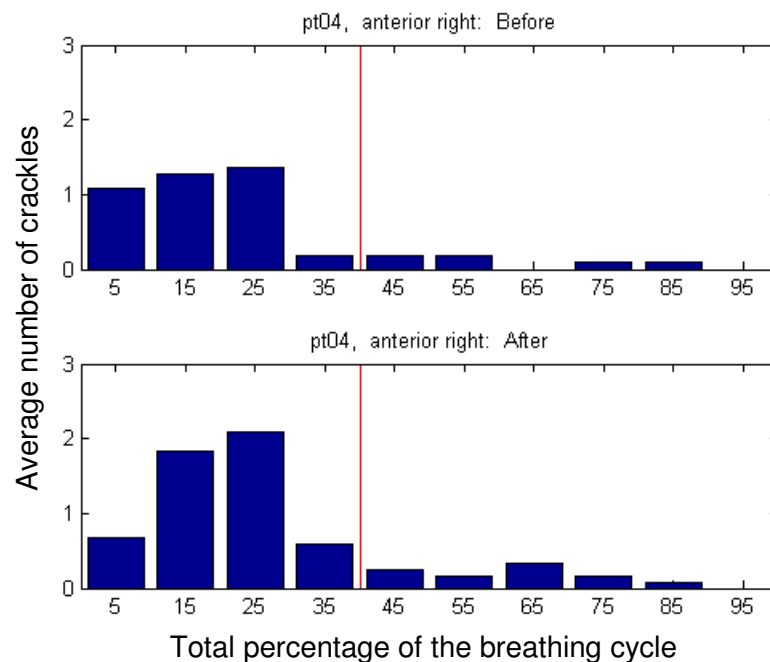 pt04, anterior right: Before
3
2
1
0
5 15 25 35 45 55 65 75 85 95
pt04, anterior right: After
3
2
1
0
5 15 25 35 45 55 65 75 85 95
Average number of crackles
Total percentage of the breathing cycle